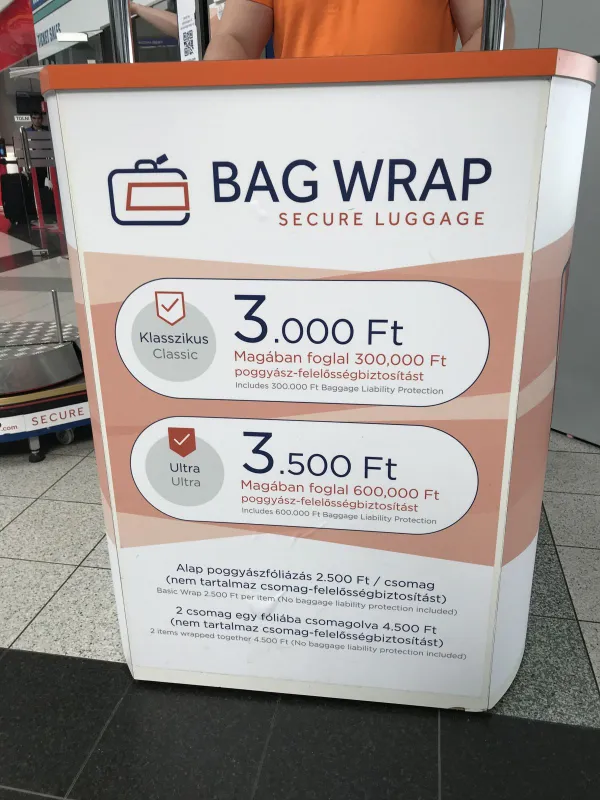 TICKET SALES
BAG WRAP
SECURE LUGGAGE
Klasszikus
Classic
3.000 Ft
Magában foglal 300,000 Ft
poggyász-felelősségbiztosítást
Includes 300.000 Ft Baggage Liability Protection
Ultra
Ultra
3.500 Ft
Magában foglal 600,000 Ft
poggyász-felelősségbiztosítást
Includes 600.000 Ft Baggage Liability Protection
SECURE
.com
Alap poggyászfóliázás 2.500 Ft / csomag
(nem tartalmaz csomag-felelősségbiztosítást)
Basic Wrap 2.500 Ft per item (No baggage liability protection included)
2 csomag egy fóliába csomagolva 4.500 Ft
(nem tartalmaz csomag-felelősségbiztosítást)
2 items wrapped together 4.500 Ft (No baggage liability protection included)